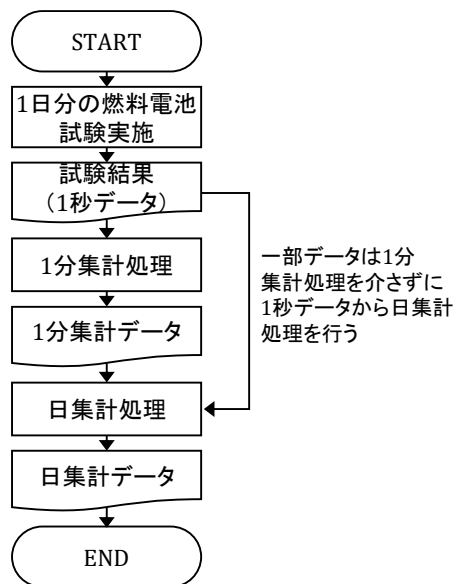 START
1日分の燃料電池
試験実施
試験結果
(1秒データ)
1分集計処理
一部データは1分
集計処理を介さずに
1秒データから日集計
処理を行う
1分集計データ
日集計処理
日集計データ
END